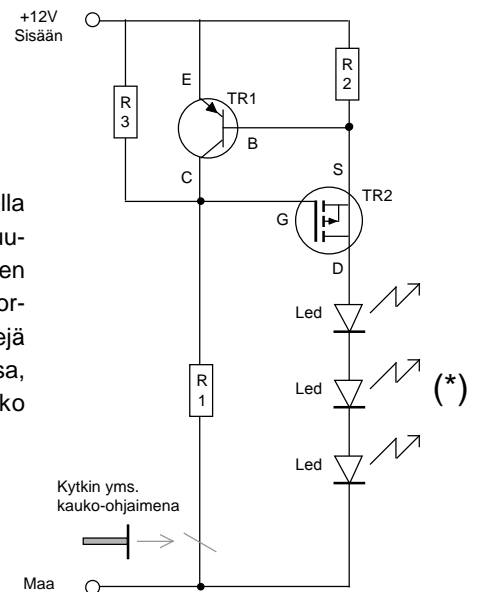 +12V
Sisään
E
R
3
TR1
R
2
B
C
S
TR2
G
D
lla
uu-
en
or-
ejä
sa,
ko
Led
Led
(*)
R
1
Led
Kytkin yms.
kauko-ohjaimena
Maa